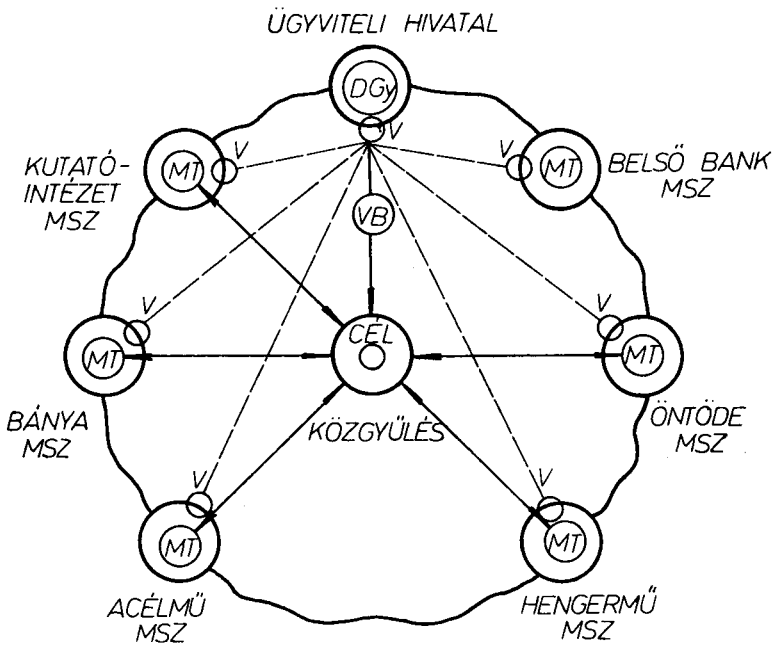 ÜGYVITELI HIVATAL
DGy
V
KUTATÓ-
INTÉZET
MSZ
MT
V
V
MT
BELSŐ BANK
MSZ
VB
V
MT
BÁNYA
MSZ
CÉL
KÖZGYŰLÉS
V
MT
ÖNTÖDE
MSZ
V
MT
ACÉLMŰ
MSZ
V
MT
HENGERMŰ
MSZ